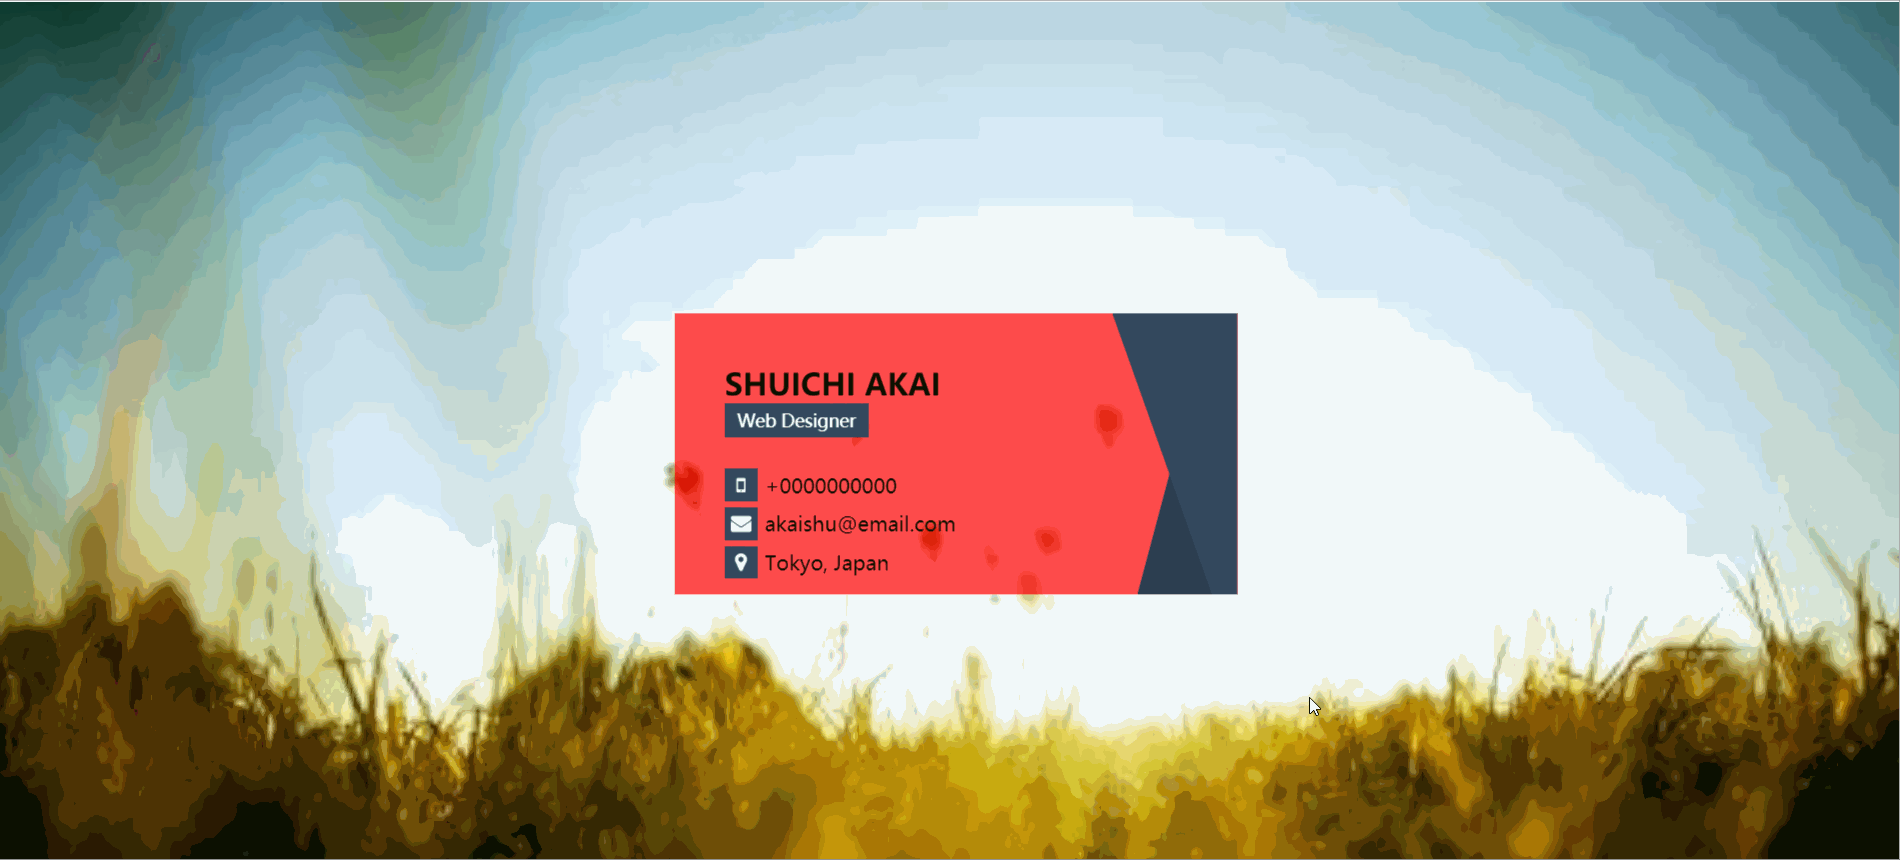 SHUICHI AKAI
Web Designer
+0000000000
akaishu@email.com
Tokyo, Japan